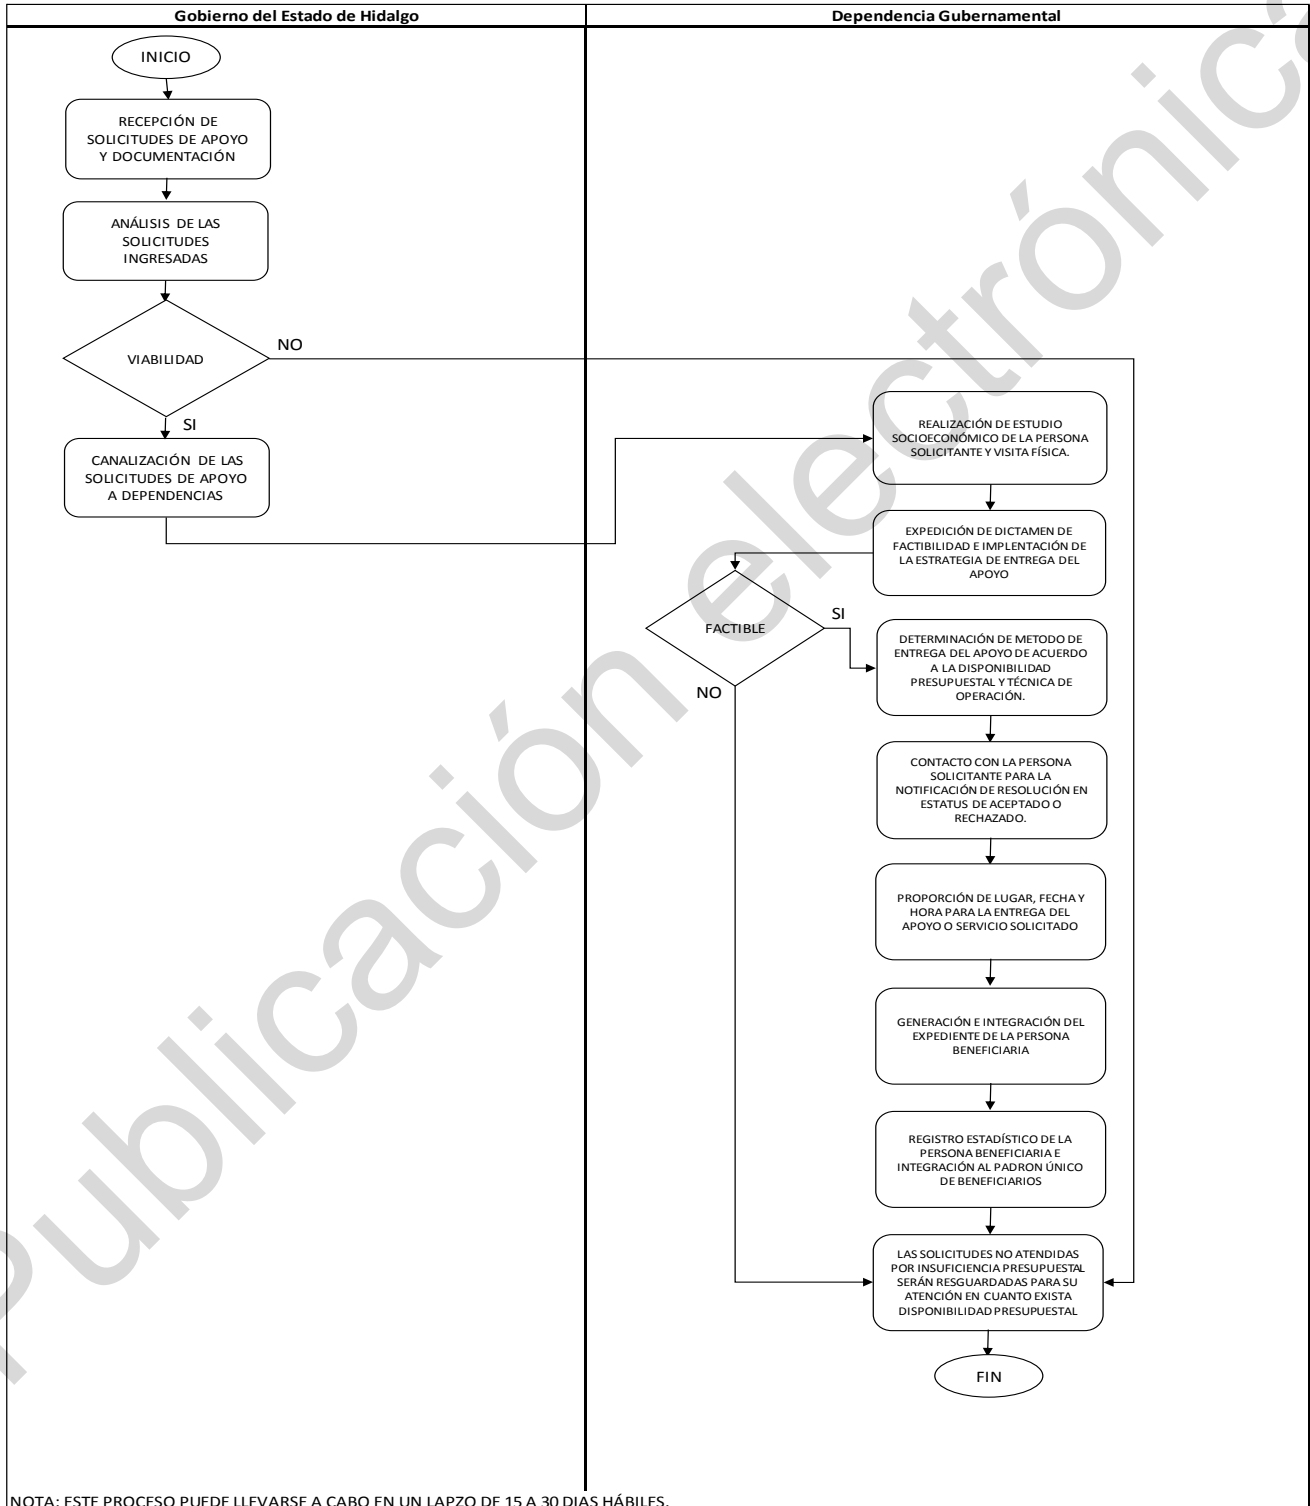 Gobierno del Estado de Hidalgo
Dependencia Gubernamental
INICIO
RECEPCIÓN DE
SOLICITUDES DE APOYO
Y DOCUMENTACIÓN
ANÁLISIS DE LAS
SOLICITUDES
INGRESADAS
VIABILIDAD
NO
SI
CANALIZACIÓN DE LAS
SOLICITUDES DE APOYO
A DEPENDENCIAS
REALIZACIÓN DE ESTUDIO
SOCIOECONÓMICO DE LA PERSONA
SOLICITANTE Y VISITA FÍSICA.
EXPEDICIÓN DE DICTAMEN DE
FACTIBILIDAD E IMPLENTACIÓN DE
LA ESTRATEGIA DE ENTREGA DEL
APOYO
FACTIBLE
SI
NO
DETERMINACIÓN DE METODO DE
ENTREGA DEL APOYO DE ACUERDO
A LA DISPONIBILIDAD
PRESUPUESTAL Y TÉCNICA DE
OPERACIÓN.
CONTACTO CON LA PERSONA
SOLICITANTE PARA LA
NOTIFICACIÓN DE RESOLUCIÓN EN
ESTATUS DE ACEPTADO O
RECHAZADO.
PROPORCIÓN DE LUGAR, FECHA Y
HORA PARA LA ENTREGA DEL
APOYO O SERVICIO SOLICITADO
GENERACIÓN E INTEGRACIÓN DEL
EXPEDIENTE DE LA PERSONA
BENEFICIARIA
REGISTRO ESTADÍSTICO DE LA
PERSONA BENEFICIARIA E
INTEGRACIÓN AL PADRON ÚNICO
DE BENEFICIARIOS
LAS SOLICITUDES NO ATENDIDAS
POR INSUFICIENCIA PRESUPUESTAL
SERÁN RESGUARDADAS PARA SU
ATENCIÓN EN CUANTO EXISTA
DISPONIBILIDAD PRESUPUESTAL
FIN
NOTA: ESTE PROCESO PUEDE LLEVARSE A CABO EN UN LAPZO DE 15 A 30 DIAS HÁBILES.
Publicación electrónica